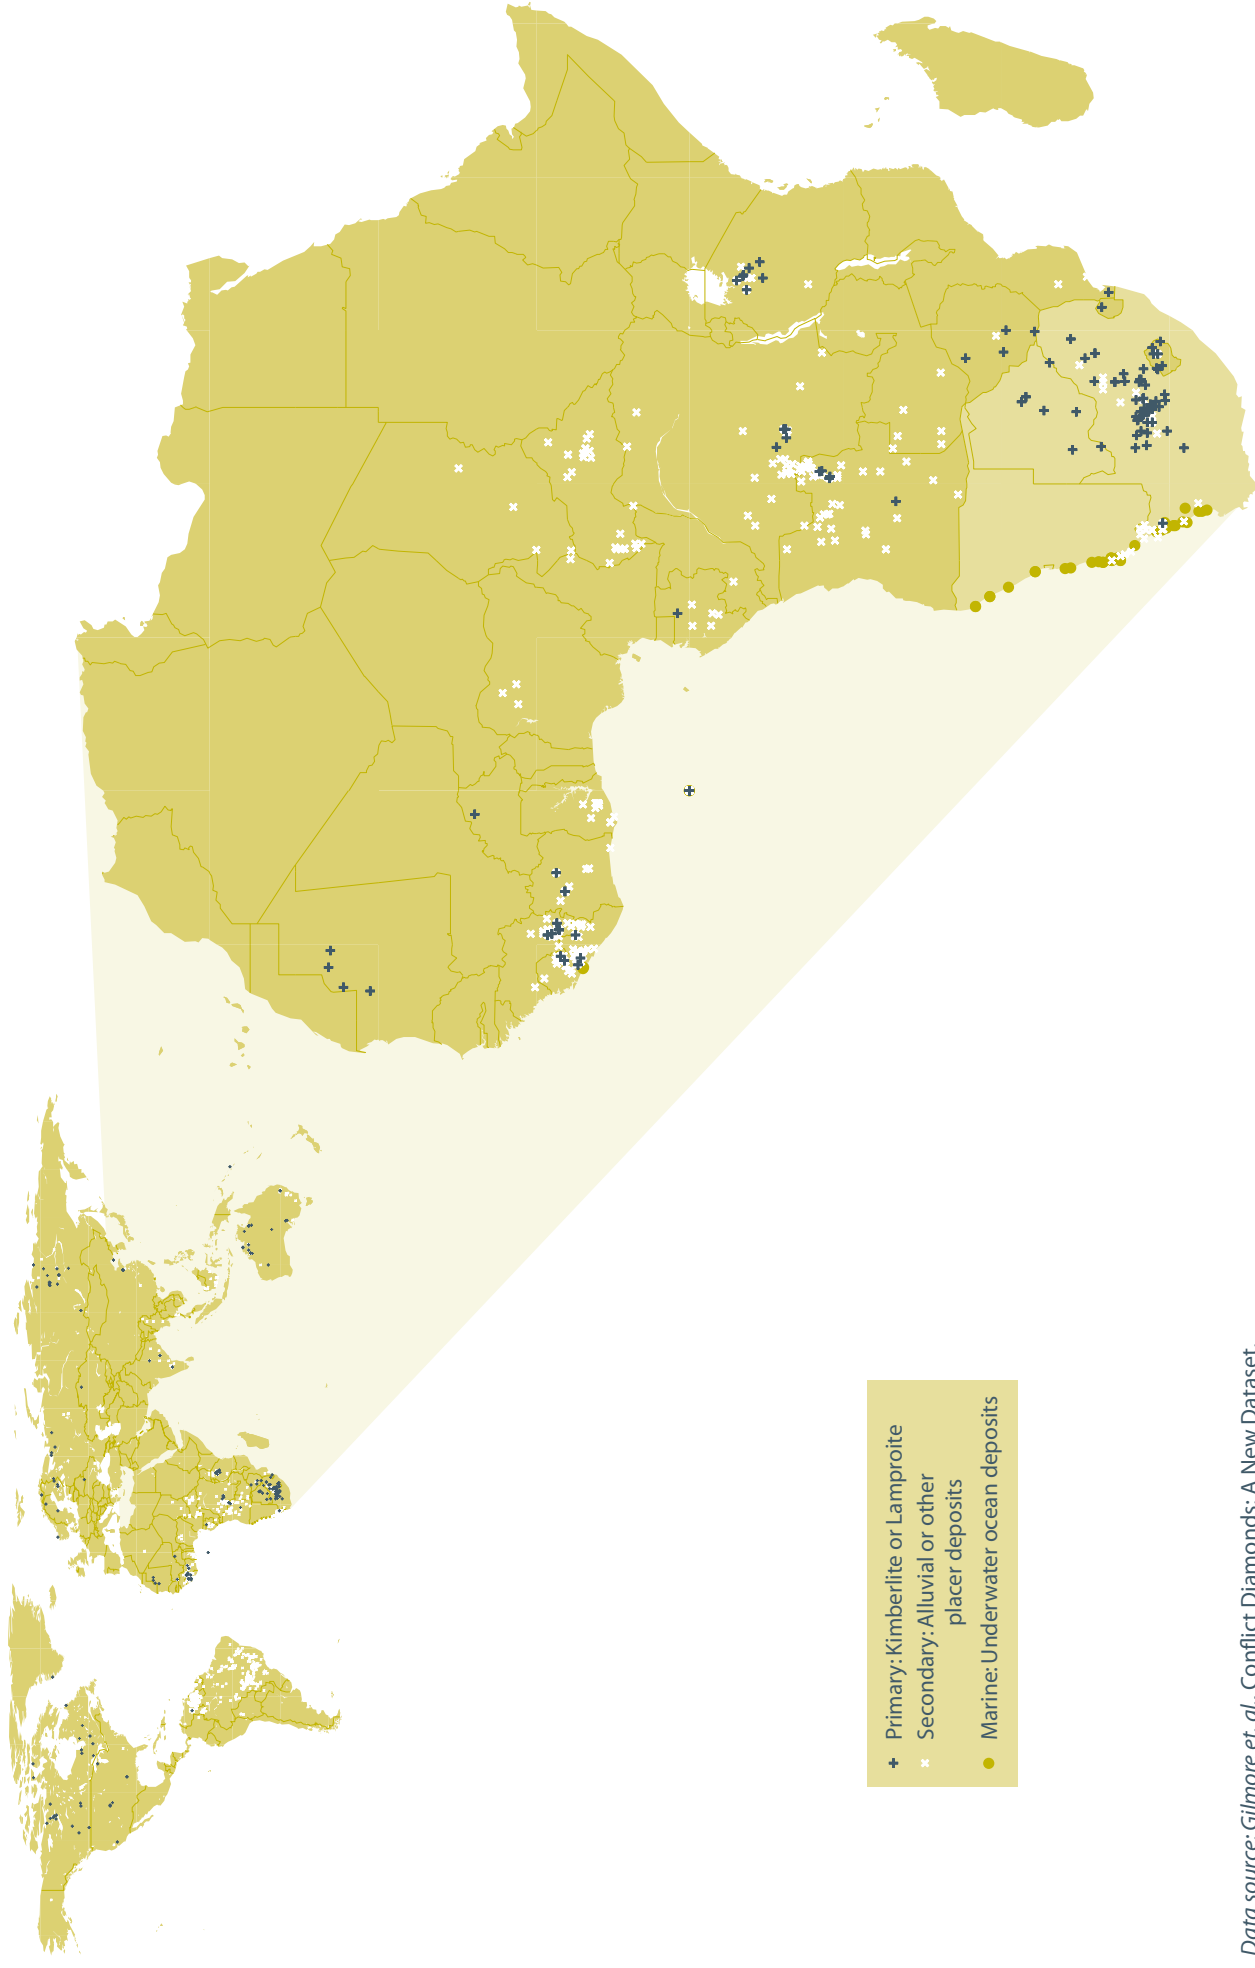 Primary: Kimberlite or Lamproite
Secondary: Alluvial or other
placer deposits
Marine: Underwater ocean deposits
Data source: Gilmore et. al., Conflict Diamonds: A New Dataset.